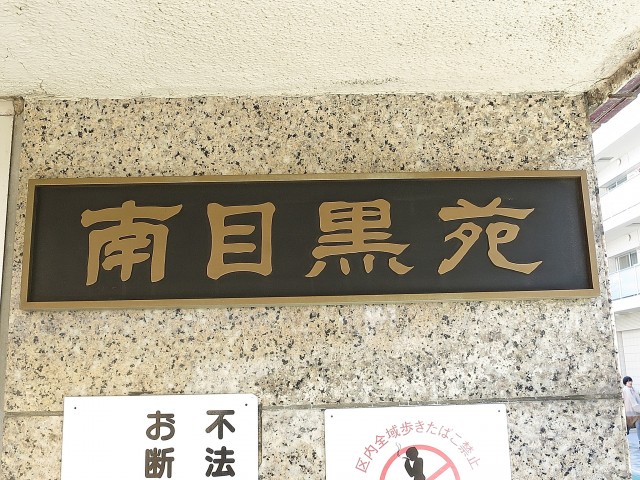 南目黒苑
不法
お断
区内全域歩きたばこ禁止